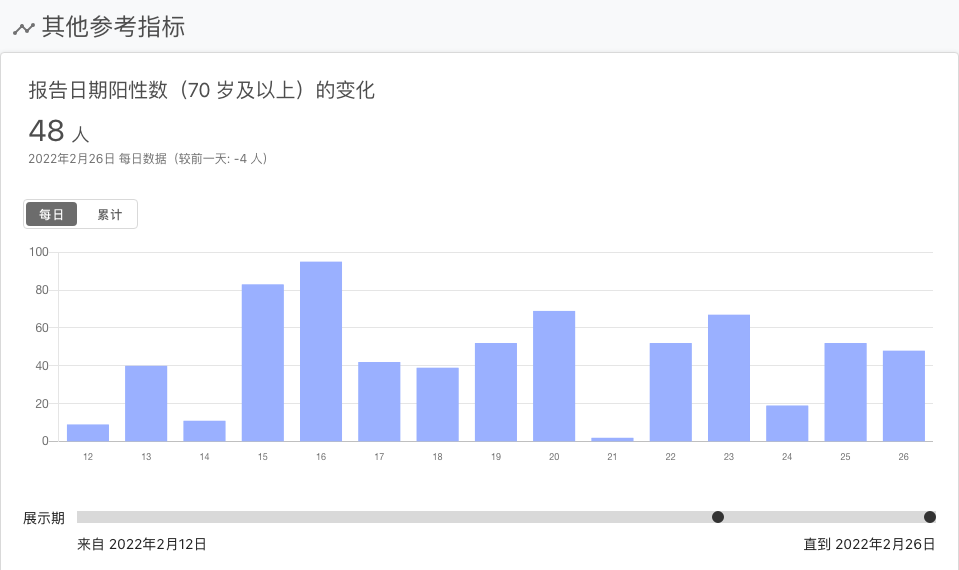 其他参考指标
报告日期阳性数（70 岁及以上）的变化
48 人
2022年2月26日 每日数据（较前一天: -4 人）
每日 累计
100
80
60
40
20
0
12 13 14 15 16 17 18 19 20 21 22 23 24 25 26
展示期
来自 2022年2月12日 直到 2022年2月26日